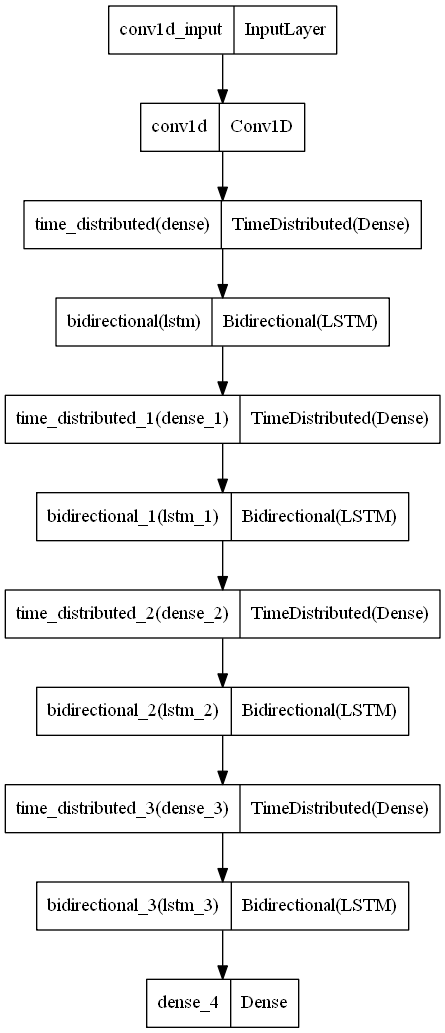 conv1d_input InputLayer
conv1d Conv1D
time_distributed(dense) TimeDistributed(Dense)
bidirectional(lstm) Bidirectional(LSTM)
time_distributed_1(dense_1) TimeDistributed(Dense)
bidirectional_1(lstm_1) Bidirectional(LSTM)
time_distributed_2(dense_2) TimeDistributed(Dense)
bidirectional_2(lstm_2) Bidirectional(LSTM)
time_distributed_3(dense_3) TimeDistributed(Dense)
bidirectional_3(lstm_3) Bidirectional(LSTM)
dense_4 Dense